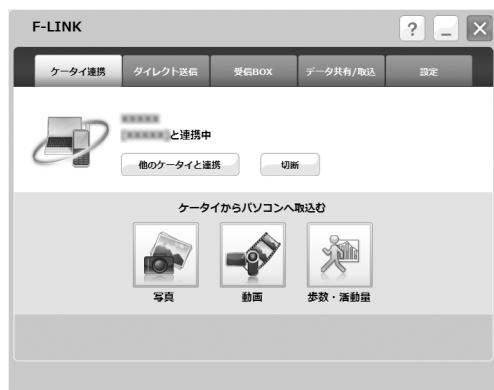 F-LINK
?
ケータイ連携 ダイレクト送信 受信BOX データ共有/取込 設定
と連携中
他のケータイと連携 切断
ケータイからパソコンへ取込む
写真 動画 歩数・活動量